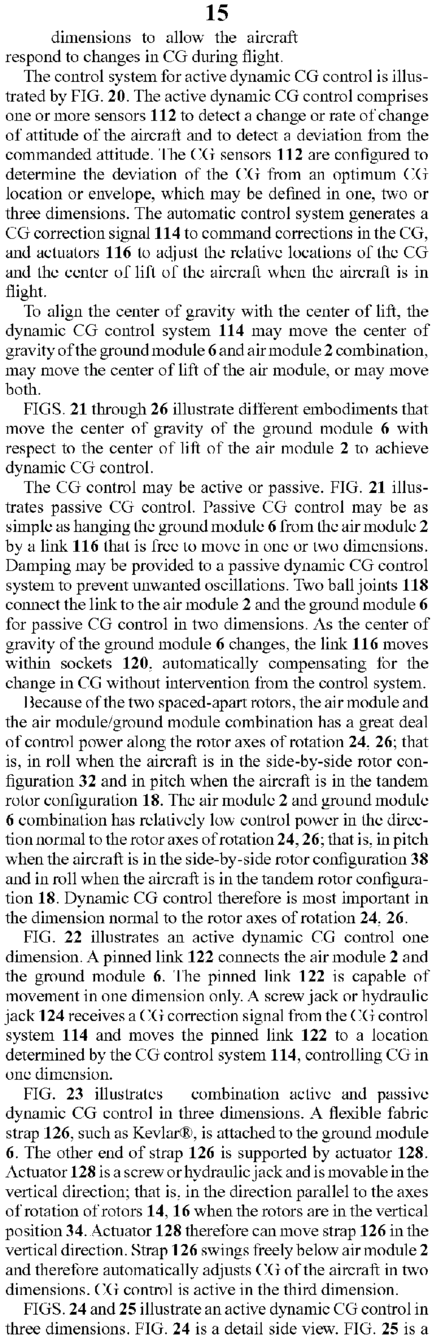 15
dimensions to allow the aircraft
respond to changes in CG during flight.
The control system for active dynamic CG control is illus-
trated by FIG. 20. The active dynamic CG control comprises
one or more sensors 112 to detect a change or rate of change
of attitude of the aircraft and to detect a deviation from the
commanded attitude. The CG sensors 112 are configured to
determine the deviation of the CG from an optimum CG
location or envelope, which may be defined in one, two or
three dimensions. The automatic control system generates a
CG correction signal 114 to command corrections in the CG,
and actuators 116 to adjust the relative locations of the CG
and the center of lift of the aircraft when the aircraft is in
flight.
To align the center of gravity with the center of lift, the
dynamic CG control system 114 may move the center of
gravity of the ground module 6 and air module 2 combination,
may move the center of lift of the air module, or may move
both.
FIGS. 21 through 26 illustrate different embodiments that
move the center of gravity of the ground module 6 with
respect to the center of lift of the air module 2 to achieve
dynamic CG control.
The CG control may be active or passive. FIG. 21 illus-
trates passive CG control. Passive CG control may be as
simple as hanging the ground module 6 from the air module 2
by a link 116 that is free to move in one or two dimensions.
Damping may be provided to a passive dynamic CG control
system to prevent unwanted oscillations. Two ball joints 118
connect the link to the air module 2 and the ground module 6
for passive CG control in two dimensions. As the center of
gravity of the ground module 6 changes, the link 116 moves
within sockets 120, automatically compensating for the
change in CG without intervention from the control system.
Because of the two spaced-apart rotors, the air module and
the air module/ground module combination has a great deal
of control power along the rotor axes of rotation 24, 26; that
is, in roll when the aircraft is in the side-by-side rotor con-
figuration 32 and in pitch when the aircraft is in the tandem
rotor configuration 18. The air module 2 and ground module
6 combination has relatively low control power in the direc-
tion normal to the rotor axes of rotation 24, 26; that is, in pitch
when the aircraft is in the side-by-side rotor configuration 38
and in roll when the aircraft is in the tandem rotor configura-
tion 18. Dynamic CG control therefore is most important in
the dimension normal to the rotor axes of rotation 24, 26.
FIG. 22 illustrates an active dynamic CG control one
dimension. A pinned link 122 connects the air module 2 and
the ground module 6. The pinned link 122 is capable of
movement in one dimension only. A screw jack or hydraulic
jack 124 receives a CG correction signal from the CG control
system 114 and moves the pinned link 122 to a location
determined by the CG control system 114, controlling CG in
one dimension.
FIG. 23 illustrates combination active and passive
dynamic CG control in three dimensions. A flexible fabric
strap 126, such as Kevlar®, is attached to the ground module
6. The other end of strap 126 is supported by actuator 128.
Actuator 128 is a screw or hydraulic jack and is movable in the
vertical direction; that is, in the direction parallel to the axes
of rotation of rotors 14, 16 when the rotors are in the vertical
position 34. Actuator 128 therefore can move strap 126 in the
vertical direction. Strap 126 swings freely below air module 2
and therefore automatically adjusts CG of the aircraft in two
dimensions. CG control is active in the third dimension.
FIGS. 24 and 25 illustrate an active dynamic CG control in
three dimensions. FIG. 24 is a detail side view. FIG. 25 is a